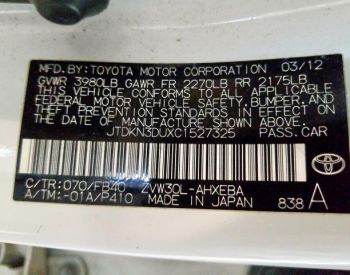 MFD.BY:TOYOTA MOTOR CORPORATION 03/12
GVWR 3980LB GAWR FR 2270LB RR 2175LB
THIS VEHICLE CONFORMS TO ALL APPLICABLE
FEDERAL MOTOR VEHICLE SAFETY, BUMPER, AND
THEFT PREVENTION STANDARDS IN EFFECT ON THE
DATE OF MANUFACTURE SHOWN ABOVE.
JTDKN3DUXC1527325
C/TR:070/FB40 ZVW30L-AHXEBA
A/TM:-01A/P410 MADE IN JAPAN 838 A
TOYOTA